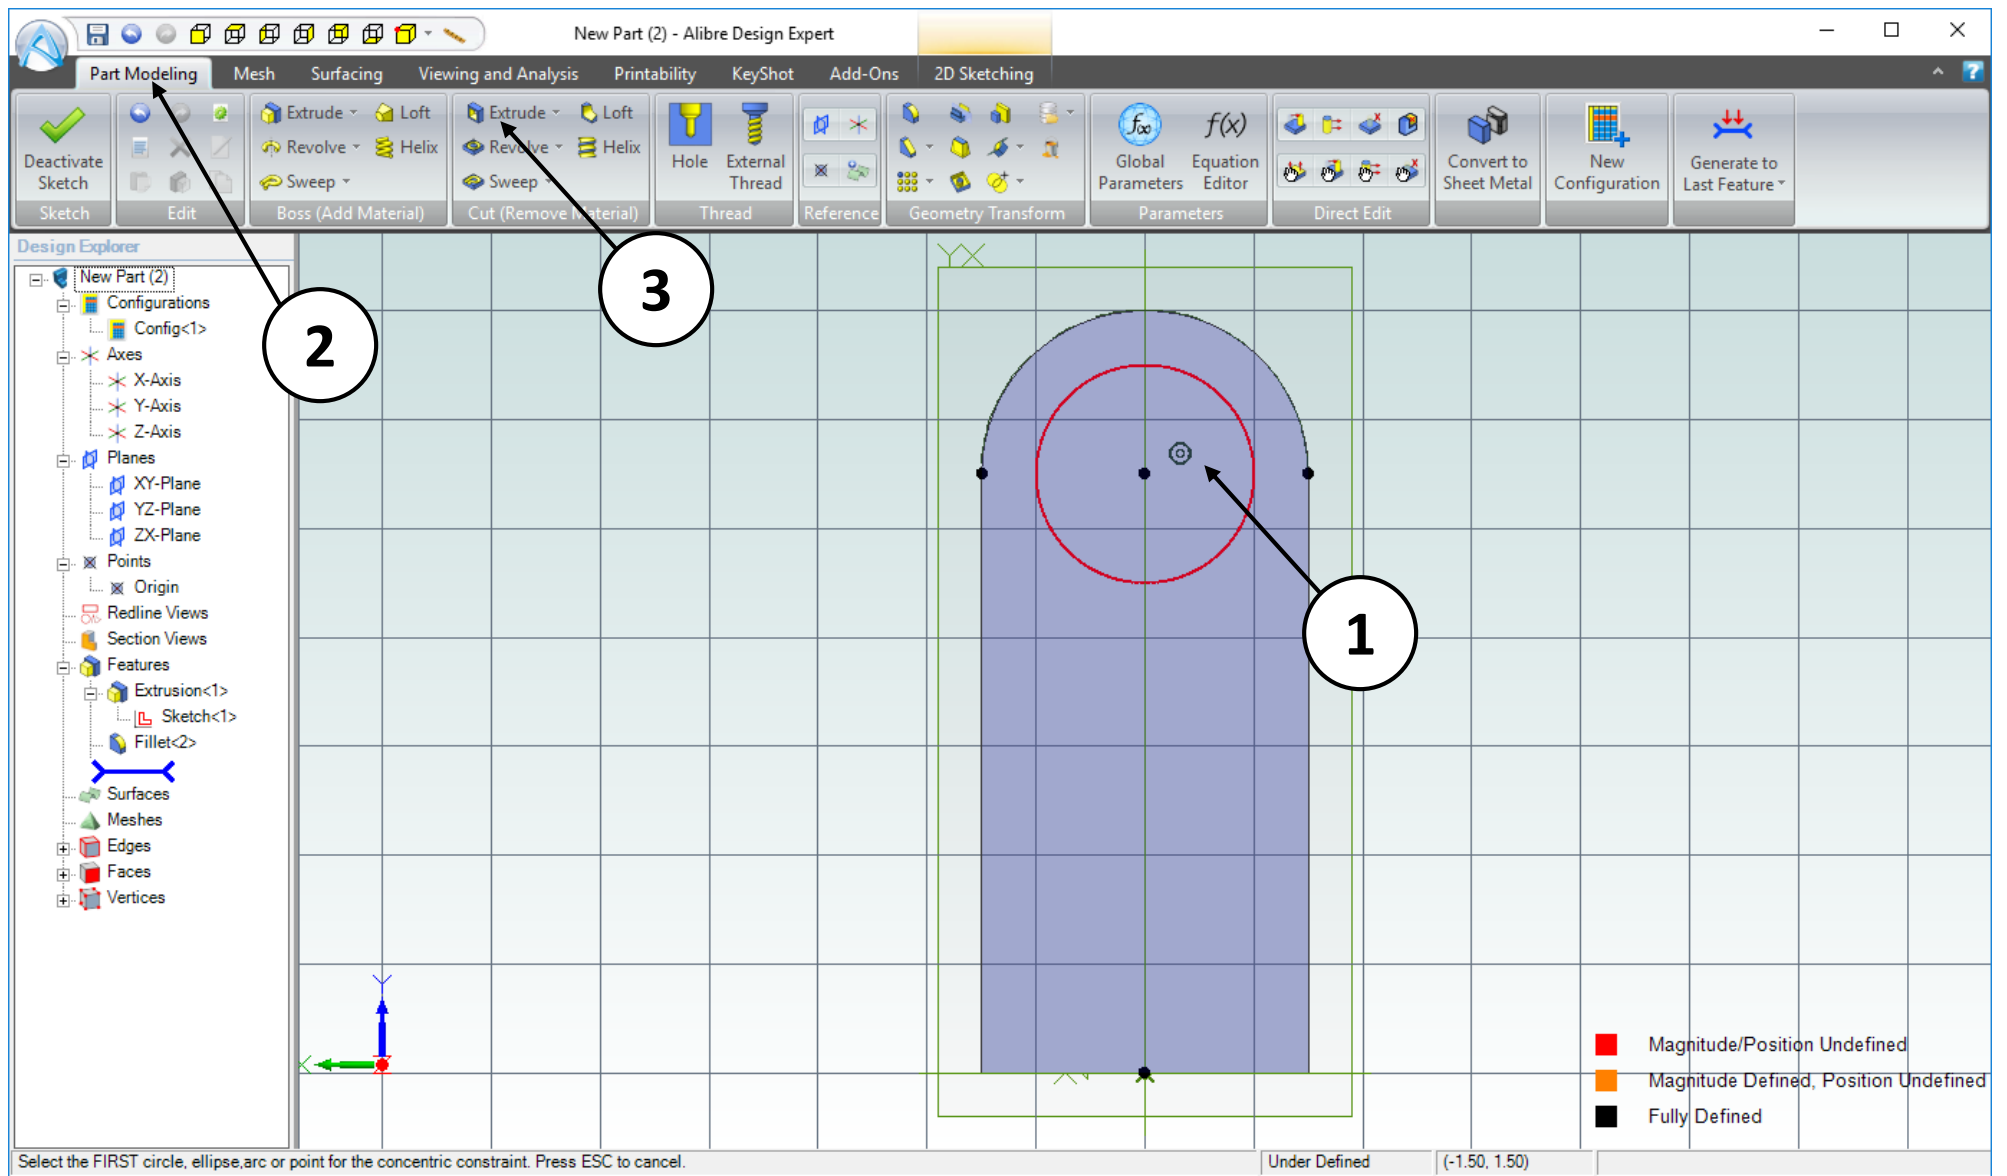 New Part (2) - Alibre Design Expert
Part Modeling Mesh Surfacing Viewing and Analysis Printability KeyShot Add-Ons 2D Sketching
Deactivate Sketch
Sketch
Edit
Extrude Loft
Revolve Helix
Sweep
Boss (Add Material)
Extrude Loft
Revolve Helix
Sweep
Cut (Remove Material)
Hole External Thread
Thread
Reference
Geometry Transform
f∞ f(x)
Global Parameters Equation Editor
Parameters
Direct Edit
Convert to Sheet Metal
New Configuration
Generate to Last Feature
Design Explorer
New Part (2)
Configurations
Config<1>
Axes
X-Axis
Y-Axis
Z-Axis
Planes
XY-Plane
YZ-Plane
ZX-Plane
Points
Origin
Redline Views
Section Views
Features
Extrusion<1>
Sketch<1>
Fillet<2>
Surfaces
Meshes
Edges
Faces
Vertices
2
3
1
YX
Y
X
Magnitude/Position Undefined
Magnitude Defined, Position Undefined
Fully Defined
Select the FIRST circle, ellipse,arc or point for the concentric constraint. Press ESC to cancel.
Under Defined
(-1.50, 1.50)